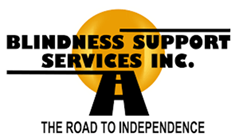 BLINDNESS SUPPORT
SERVICES INC.
THE ROAD TO INDEPENDENCE